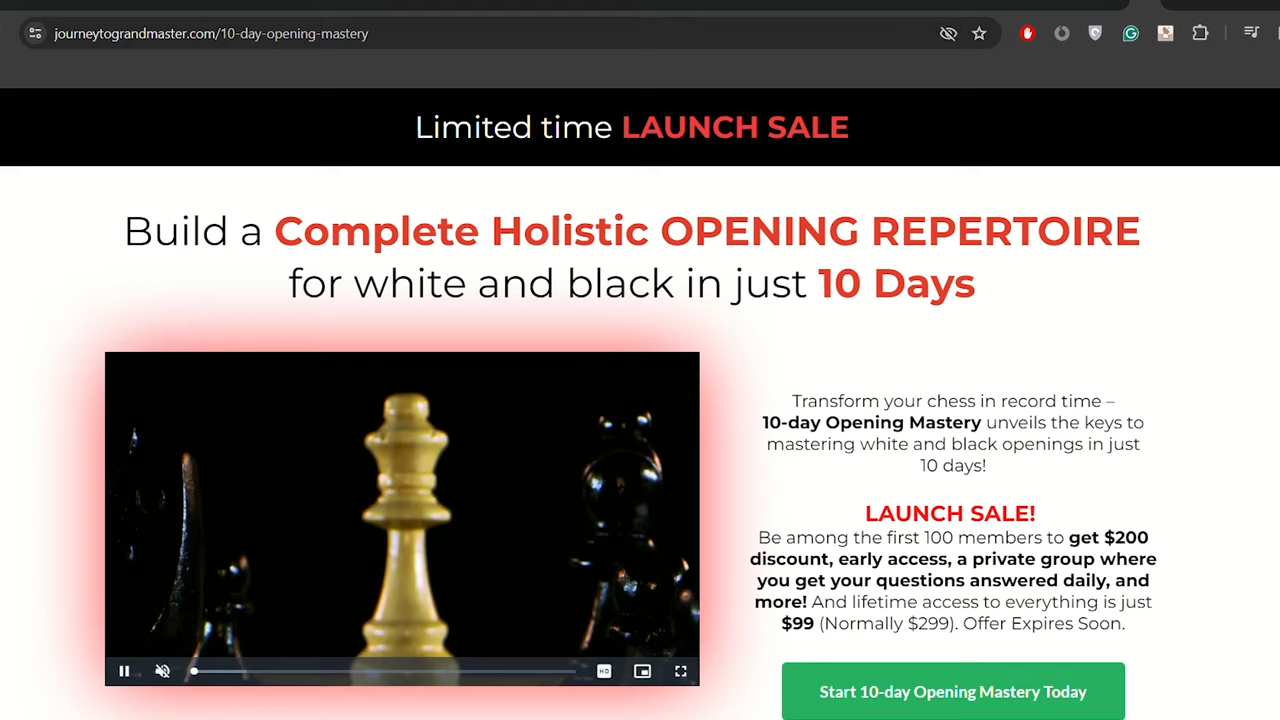 journeytograndmaster.com/10-day-opening-mastery
Limited time LAUNCH SALE
Build a Complete Holistic OPENING REPERTOIRE
for white and black in just 10 Days
Transform your chess in record time –
10-day Opening Mastery unveils the keys to
mastering white and black openings in just
10 days!
LAUNCH SALE!
Be among the first 100 members to get $200
discount, early access, a private group where
you get your questions answered daily, and
more! And lifetime access to everything is just
$99 (Normally $299). Offer Expires Soon.
HD
Start 10-day Opening Mastery Today